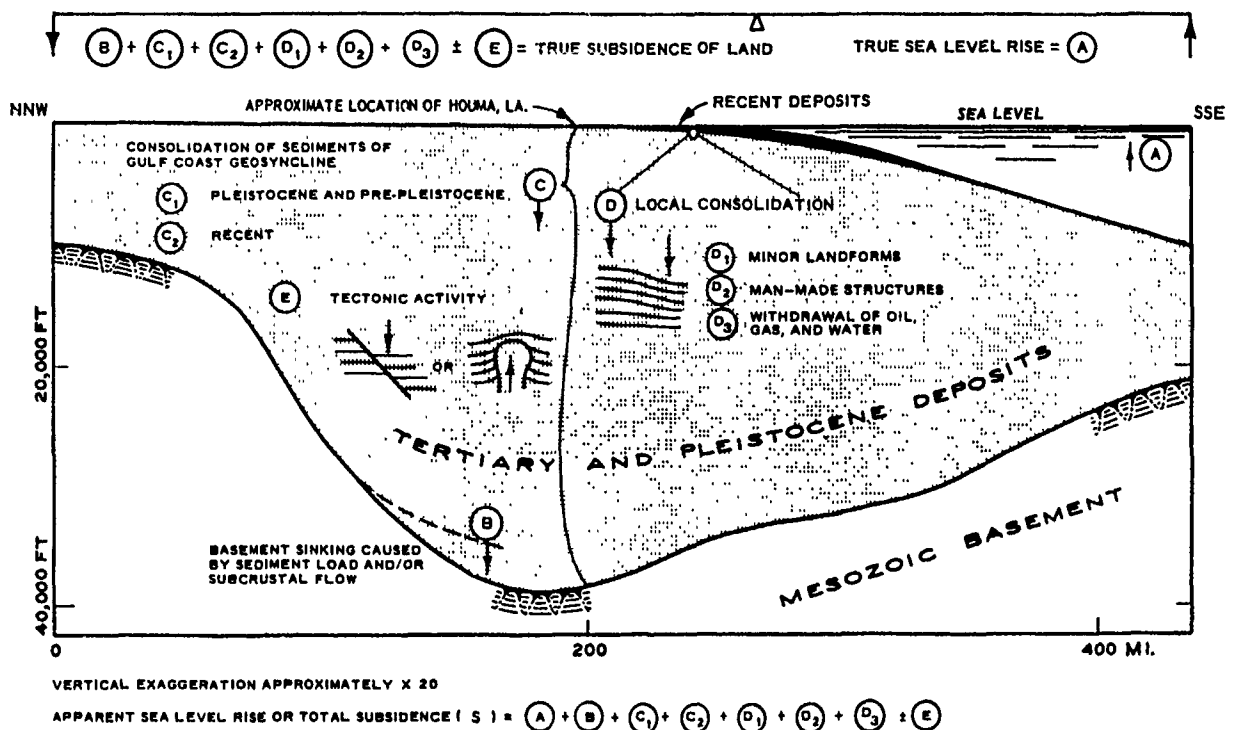 Δ
B + C1 + C2 + D1 + D2 + D3 ± E = TRUE SUBSIDENCE OF LAND
TRUE SEA LEVEL RISE = A
NNW
APPROXIMATE LOCATION OF HOUMA, LA.
RECENT DEPOSITS
SEA LEVEL
SSE
CONSOLIDATION OF SEDIMENTS OF
GULF COAST GEOSYNCLINE
C1 PLEISTOCENE AND PRE-PLEISTOCENE
C2 RECENT
C
A
D LOCAL CONSOLIDATION
D1 MINOR LANDFORMS
D2 MAN-MADE STRUCTURES
D3 WITHDRAWAL OF OIL,
GAS, AND WATER
E TECTONIC ACTIVITY
OR
20,000 FT
TERTIARY AND PLEISTOCENE DEPOSITS
B
BASEMENT SINKING CAUSED
BY SEDIMENT LOAD AND/OR
SUBCRUSTAL FLOW
MESOZOIC BASEMENT
40,000 FT
0
200
400 MI.
VERTICAL EXAGGERATION APPROXIMATELY X 20
APPARENT SEA LEVEL RISE OR TOTAL SUBSIDENCE ( S ) = A + B + C1 + C2 + D1 + D2 + D3 ± E